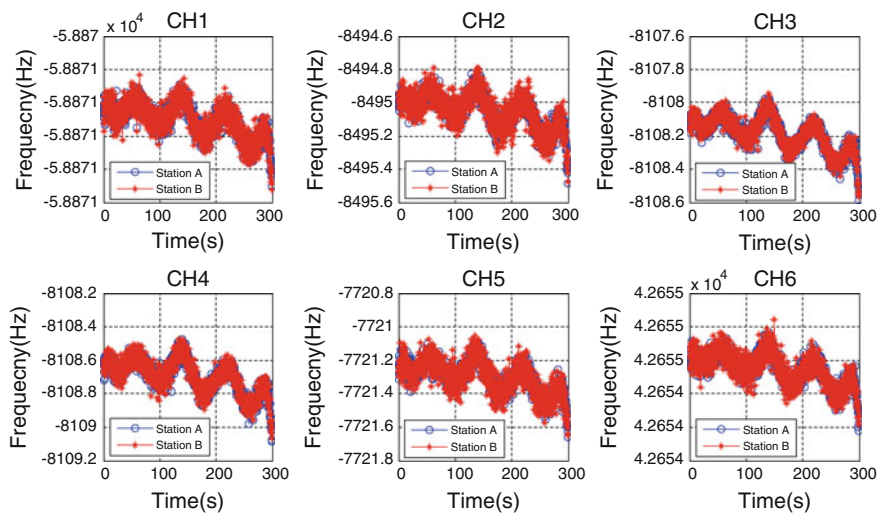 CH1
x 10⁴
-5.887
-5.8871
-5.8871
-5.8871
-5.8871
-5.8871
Frequecny(Hz)
Station A
Station B
0 100 200 300
Time(s)
CH2
-8494.6
-8494.8
-8495
-8495.2
-8495.4
-8495.6
Frequecny(Hz)
Station A
Station B
0 100 200 300
Time(s)
CH3
-8107.6
-8107.8
-8108
-8108.2
-8108.4
-8108.6
Frequecny(Hz)
Station A
Station B
0 100 200 300
Time(s)
CH4
-8108.2
-8108.4
-8108.6
-8108.8
-8109
-8109.2
Frequecny(Hz)
Station A
Station B
0 100 200 300
Time(s)
CH5
-7720.8
-7721
-7721.2
-7721.4
-7721.6
-7721.8
Frequecny(Hz)
Station A
Station B
0 100 200 300
Time(s)
CH6
x 10⁴
4.2655
4.2655
4.2655
4.2654
4.2654
4.2654
Frequecny(Hz)
Station A
Station B
0 100 200 300
Time(s)